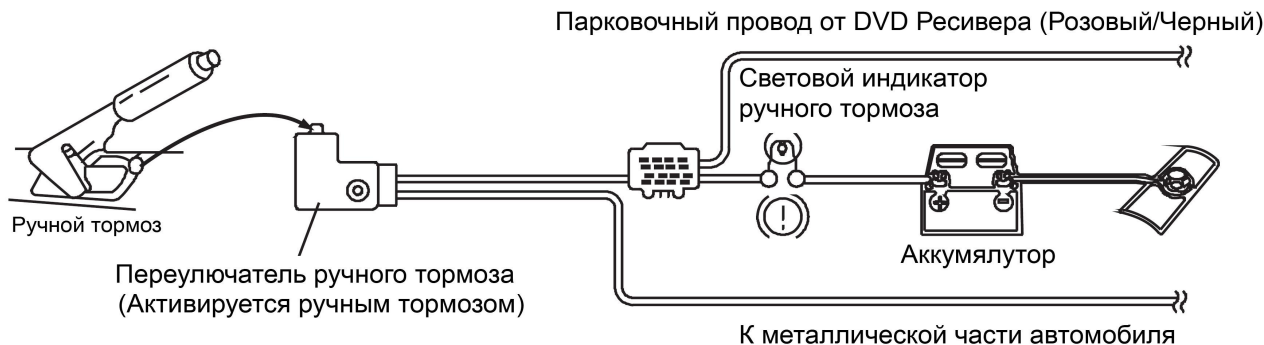 Парковочный провод от DVD Ресивера (Розовый/Черный)
Световой индикатор
ручного тормоза
Ручной тормоз
Переулючатель ручного тормоза
(Активируется ручным тормозом)
Аккумялутор
К металлической части автомобиля